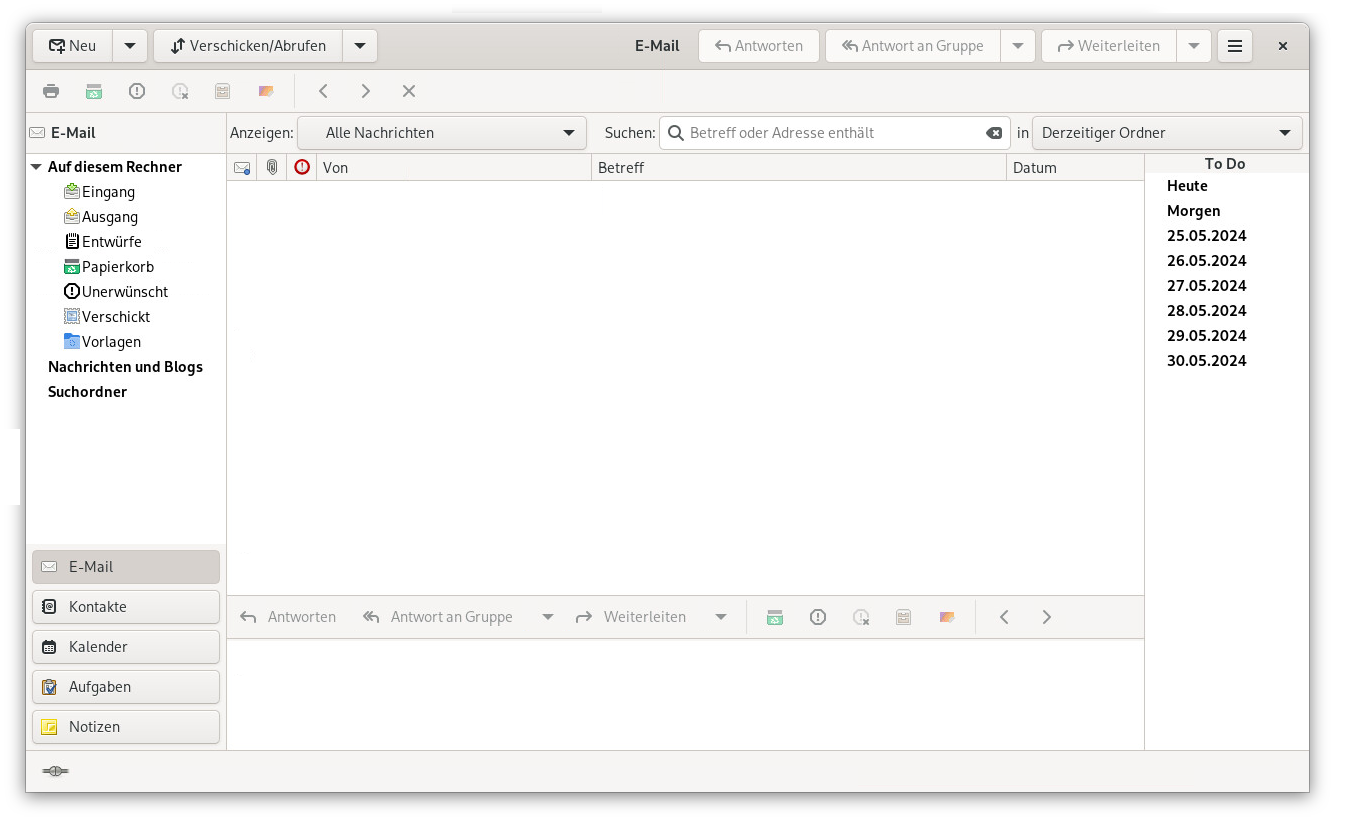 Neu Verschicken/Abrufen E-Mail Antworten Antwort an Gruppe Weiterleiten
E-Mail Anzeigen: Alle Nachrichten Suchen: Betreff oder Adresse enthält in Derzeitiger Ordner
Auf diesem Rechner
Eingang
Ausgang
Entwürfe
Papierkorb
Unerwünscht
Verschickt
Vorlagen
Nachrichten und Blogs
Suchordner
E-Mail
Kontakte
Kalender
Aufgaben
Notizen
Von Betreff Datum
Antworten Antwort an Gruppe Weiterleiten
To Do
Heute
Morgen
25.05.2024
26.05.2024
27.05.2024
28.05.2024
29.05.2024
30.05.2024